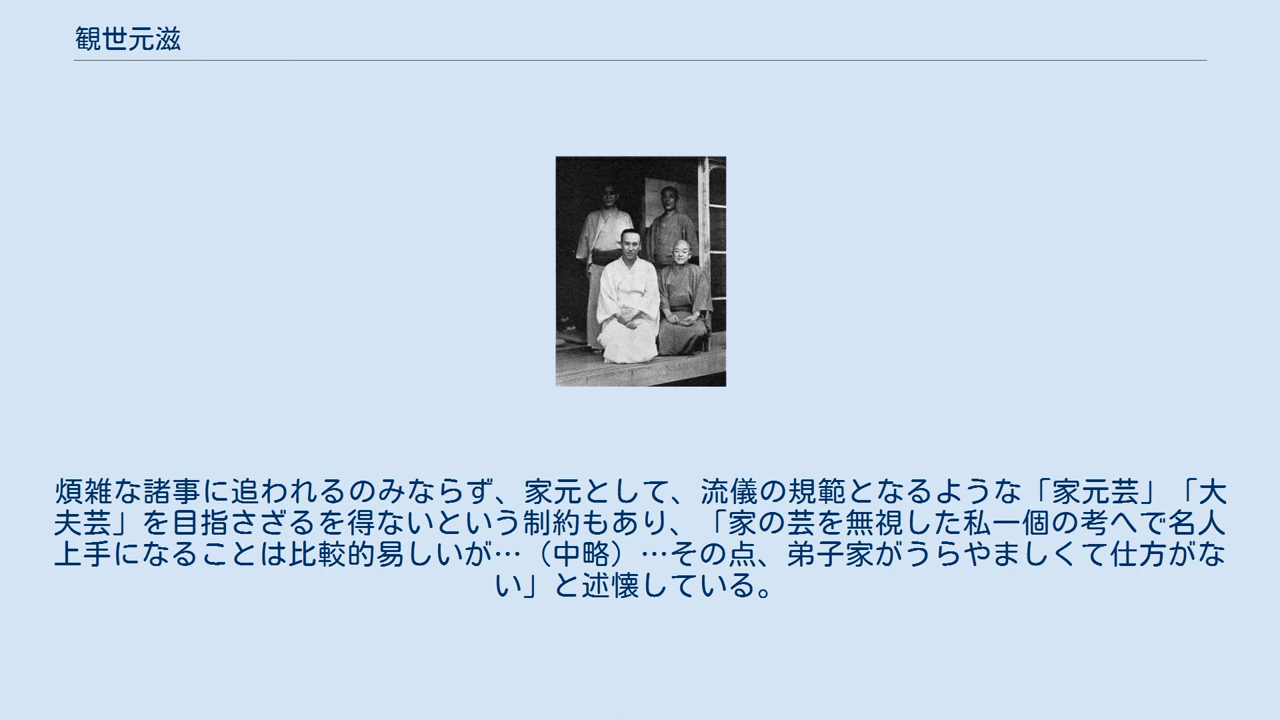 観世元滋
煩雑な諸事に追われるのみならず、家元として、流儀の規範となるような「家元芸」「大
夫芸」を目指さざるを得ないという制約もあり、「家の芸を無視した私一個の考へで名人
上手になることは比較的易しいが…（中略）…その点、弟子家がうらやましくて仕方がな
い」と述懐している。